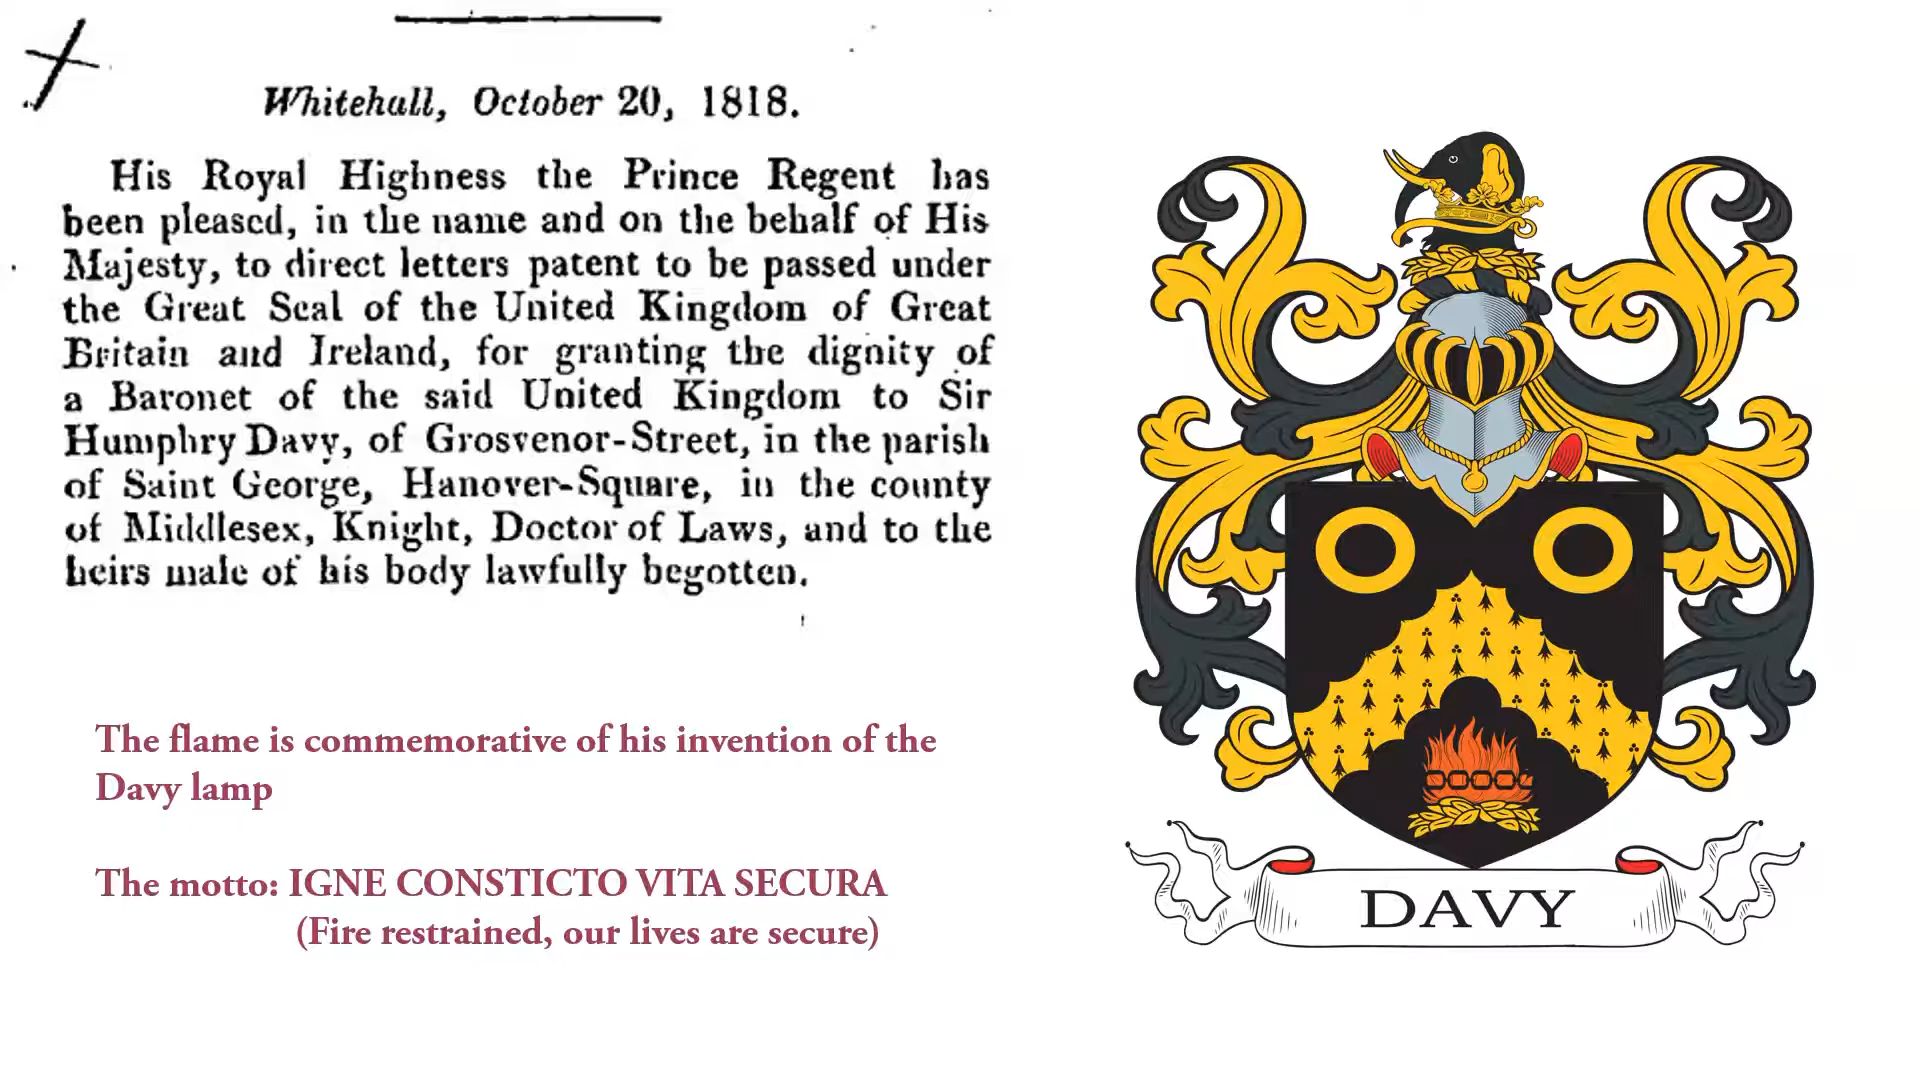 Whitehall, October 20, 1818.
His Royal Highness the Prince Regent has
been pleased, in the name and on the behalf of His
Majesty, to direct letters patent to be passed under
the Great Seal of the United Kingdom of Great
Britain and Ireland, for granting the dignity of
a Baronet of the said United Kingdom to Sir
Humphry Davy, of Grosvenor-Street, in the parish
of Saint George, Hanover-Square, in the county
of Middlesex, Knight, Doctor of Laws, and to the
heirs male of his body lawfully begotten.
The flame is commemorative of his invention of the
Davy lamp
The motto: IGNE CONSTICTO VITA SECURA
(Fire restrained, our lives are secure)
DAVY